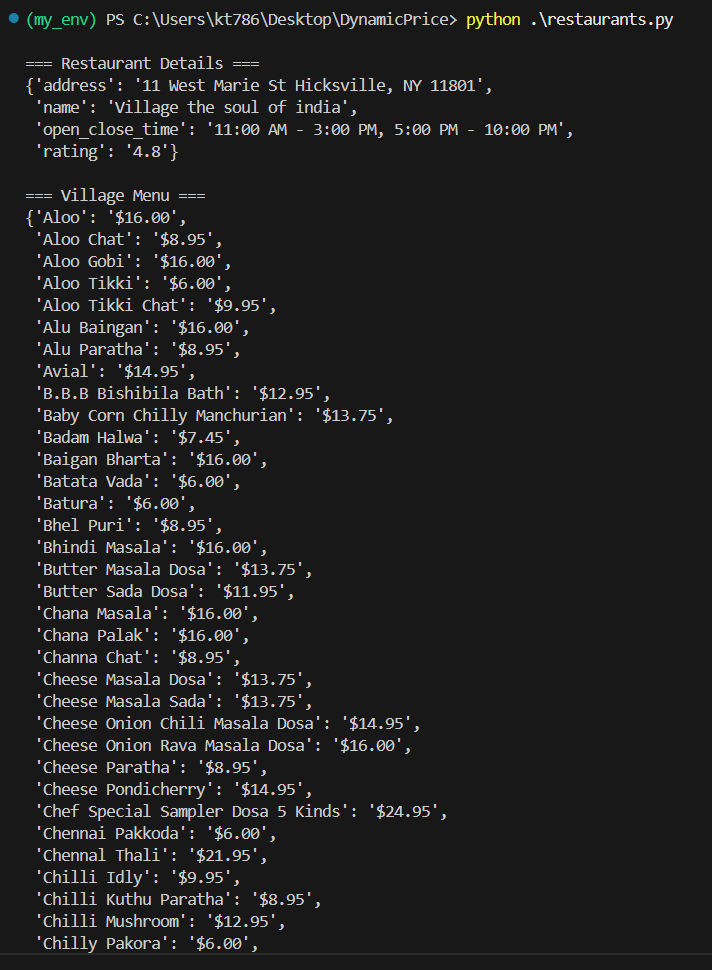 (my_env) PS C:\Users\kt786\Desktop\DynamicPrice> python .\restaurants.py
=== Restaurant Details ===
{'address': '11 West Marie St Hicksville, NY 11801',
'name': 'Village the soul of india',
'open_close_time': '11:00 AM - 3:00 PM, 5:00 PM - 10:00 PM',
'rating': '4.8'}
=== Village Menu ===
{'Aloo': '$16.00',
'Aloo Chat': '$8.95',
'Aloo Gobi': '$16.00',
'Aloo Tikki': '$6.00',
'Aloo Tikki Chat': '$9.95',
'Alu Baingan': '$16.00',
'Alu Paratha': '$8.95',
'Avial': '$14.95',
'B.B.B Bishibila Bath': '$12.95',
'Baby Corn Chilly Manchurian': '$13.75',
'Badam Halwa': '$7.45',
'Baigan Bharta': '$16.00',
'Batata Vada': '$6.00',
'Batura': '$6.00',
'Bhel Puri': '$8.95',
'Bhindi Masala': '$16.00',
'Butter Masala Dosa': '$13.75',
'Butter Sada Dosa': '$11.95',
'Chana Masala': '$16.00',
'Chana Palak': '$16.00',
'Channa Chat': '$8.95',
'Cheese Masala Dosa': '$13.75',
'Cheese Masala Sada': '$13.75',
'Cheese Onion Chili Masala Dosa': '$14.95',
'Cheese Onion Rava Masala Dosa': '$16.00',
'Cheese Paratha': '$8.95',
'Cheese Pondicherry': '$14.95',
'Chef Special Sampler Dosa 5 Kinds': '$24.95',
'Chennai Pakkoda': '$6.00',
'Chennal Thali': '$21.95',
'Chilli Idly': '$9.95',
'Chilli Kuthu Paratha': '$8.95',
'Chilli Mushroom': '$12.95',
'Chilly Pakora': '$6.00',